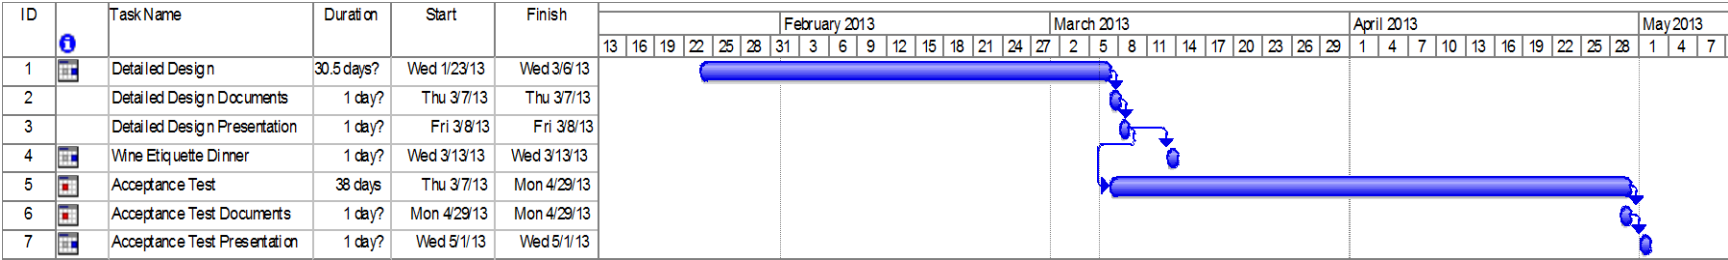 ID Task Name Duration Start Finish
February 2013 March 2013 April 2013 May 2013
13 16 19 22 25 28 31 3 6 9 12 15 18 21 24 27 2 5 8 11 14 17 20 23 26 29 1 4 7 10 13 16 19 22 25 28 1 4 7
1 Detailed Design 30.5 days? Wed 1/23/13 Wed 3/6/13
2 Detailed Design Documents 1 day? Thu 3/7/13 Thu 3/7/13
3 Detailed Design Presentation 1 day? Fri 3/8/13 Fri 3/8/13
4 Wine Etiquette Dinner 1 day? Wed 3/13/13 Wed 3/13/13
5 Acceptance Test 38 days Thu 3/7/13 Mon 4/29/13
6 Acceptance Test Documents 1 day? Mon 4/29/13 Mon 4/29/13
7 Acceptance Test Presentation 1 day? Wed 5/1/13 Wed 5/1/13